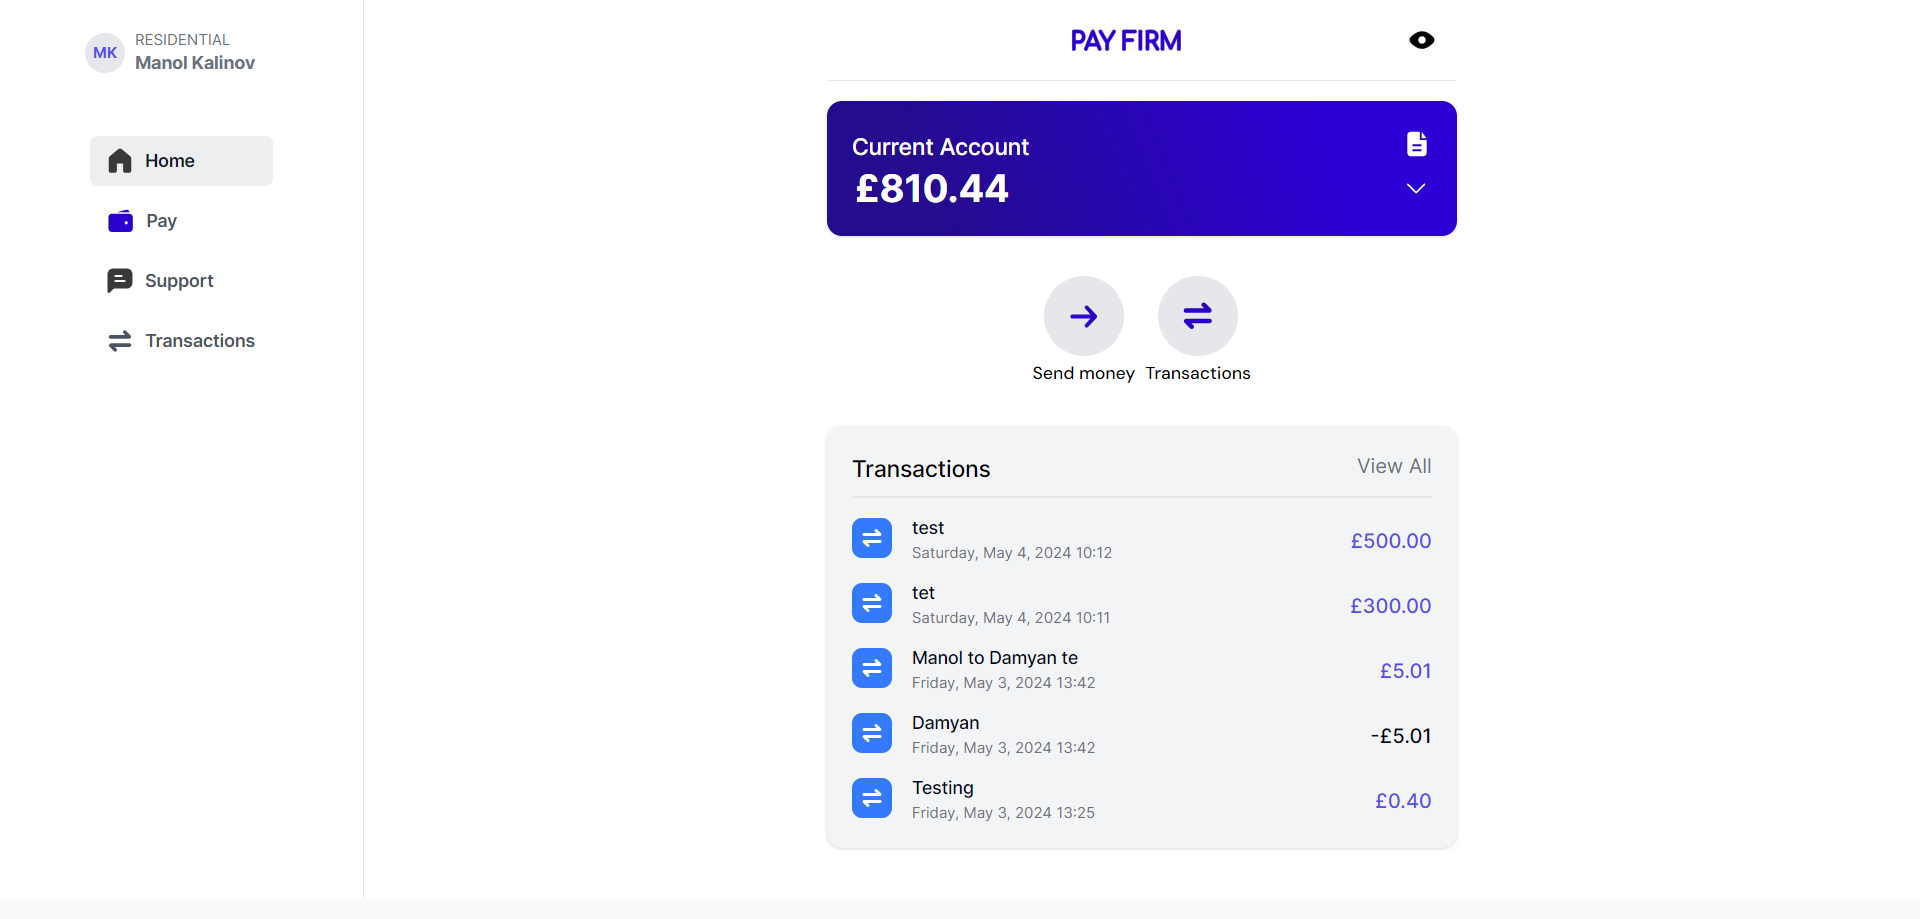 MK
RESIDENTIAL
Manol Kalinov
Home
Pay
Support
Transactions
PAY FIRM
Current Account
£810.44
Send money
Transactions
Transactions
View All
test
Saturday, May 4, 2024 10:12
£500.00
tet
Saturday, May 4, 2024 10:11
£300.00
Manol to Damyan te
Friday, May 3, 2024 13:42
£5.01
Damyan
Friday, May 3, 2024 13:42
-£5.01
Testing
Friday, May 3, 2024 13:25
£0.40